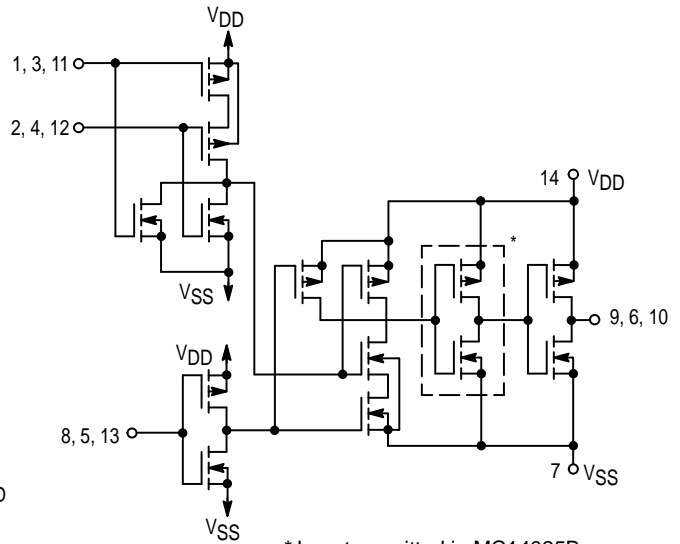 VDD
1, 3, 11
2, 4, 12
14 VDD
*
VSS
9, 6, 10
VDD
8, 5, 13
7 VSS
VSS